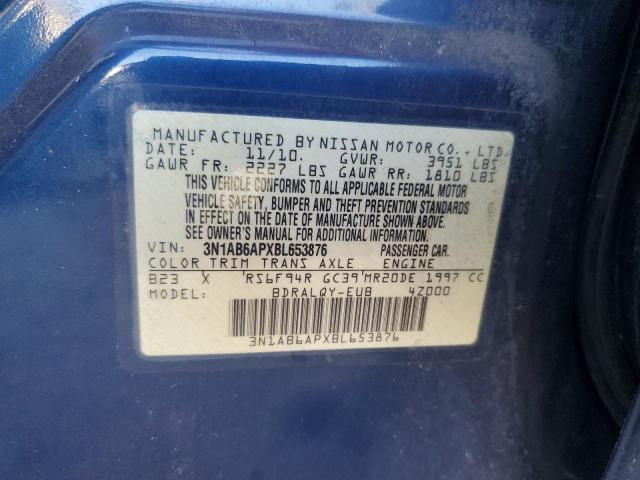 MANUFACTURED BY NISSAN MOTOR CO., LTD.
DATE: 11/10. GVWR: 3951 LBS
GAWR FR: 2227 LBS GAWR RR: 1810 LBS
THIS VEHICLE CONFORMS TO ALL APPLICABLE FEDERAL MOTOR
VEHICLE SAFETY, BUMPER AND THEFT PREVENTION STANDARDS
IN EFFECT ON THE DATE OF MANUFACTURE SHOWN ABOVE.
SEE OWNER'S MANUAL FOR ADDITIONAL INFORMATION.
VIN: 3N1AB6APXBL653876 PASSENGER CAR.
COLOR TRIM TRANS AXLE ENGINE
B23 X 'RS6F94R GC39'MR20DE 1997 CC
MODEL: BDRALQY-EUB 4Z000
3N1AB6APXBL653876